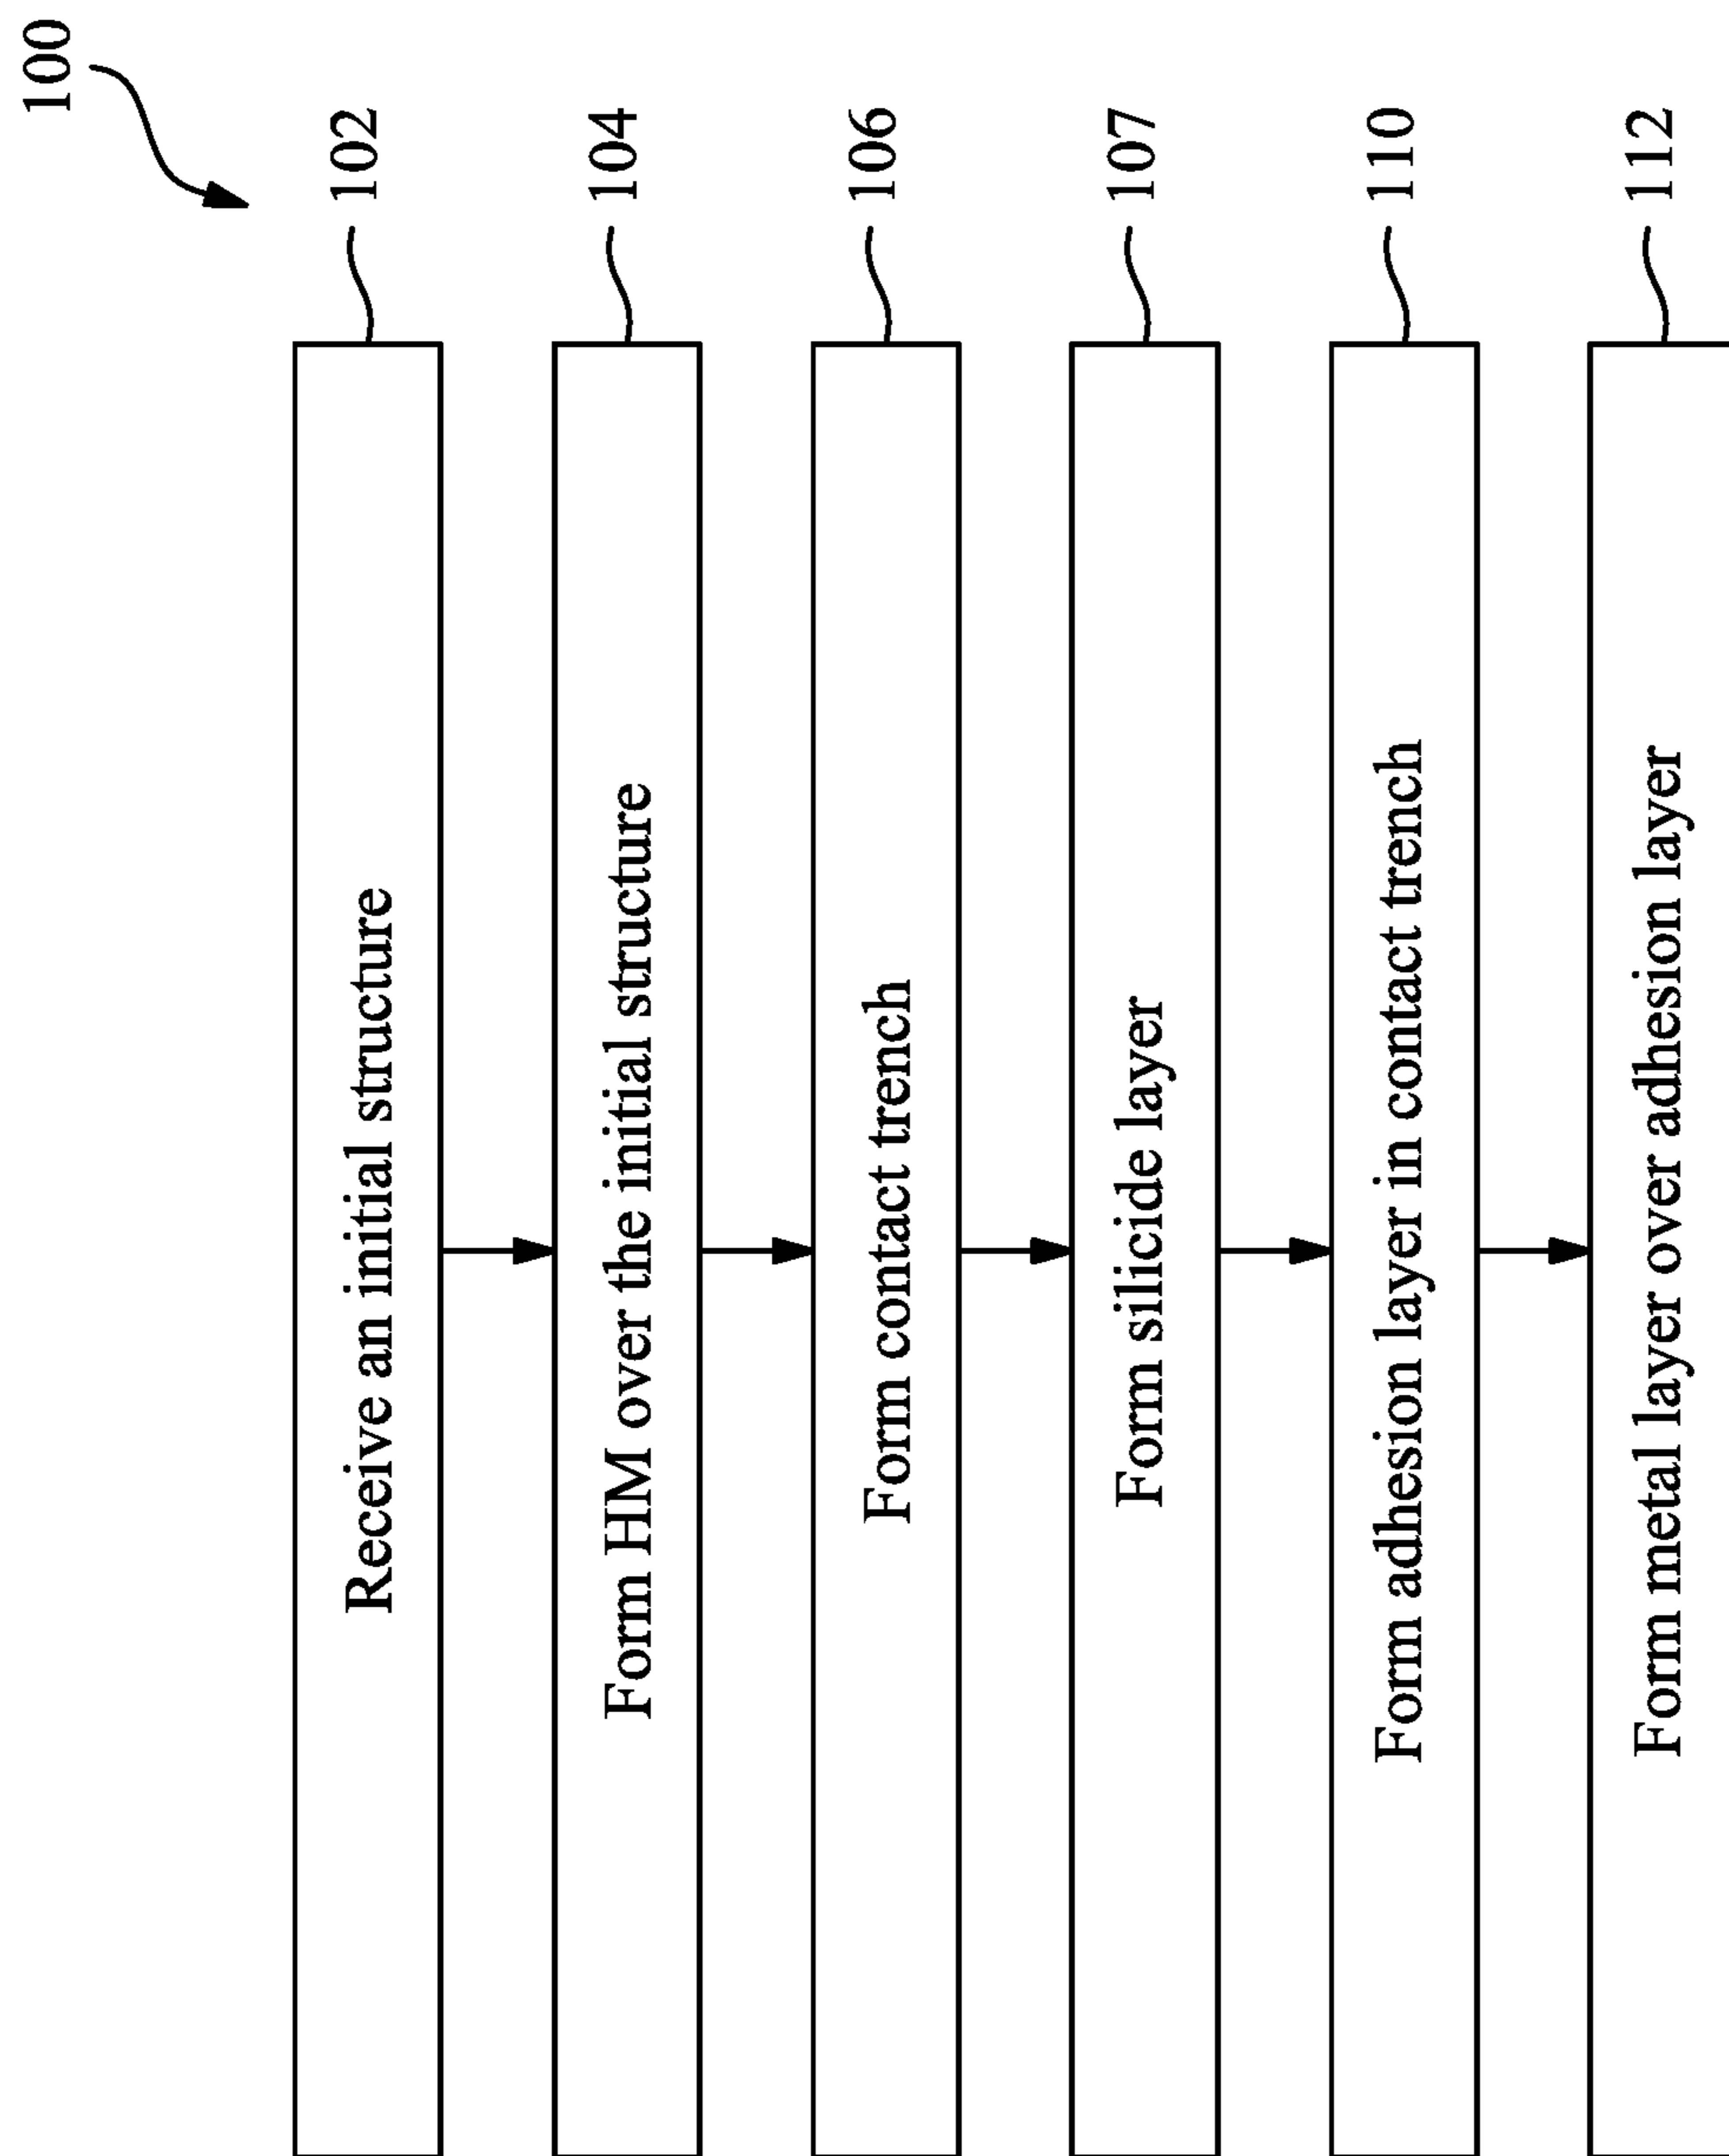 100
Receive an initial structure
102
Form HM over the initial structure
104
Form contact trench
106
Form silicide layer
107
Form adhesion layer in contact trench
110
Form metal layer over adhesion layer
112